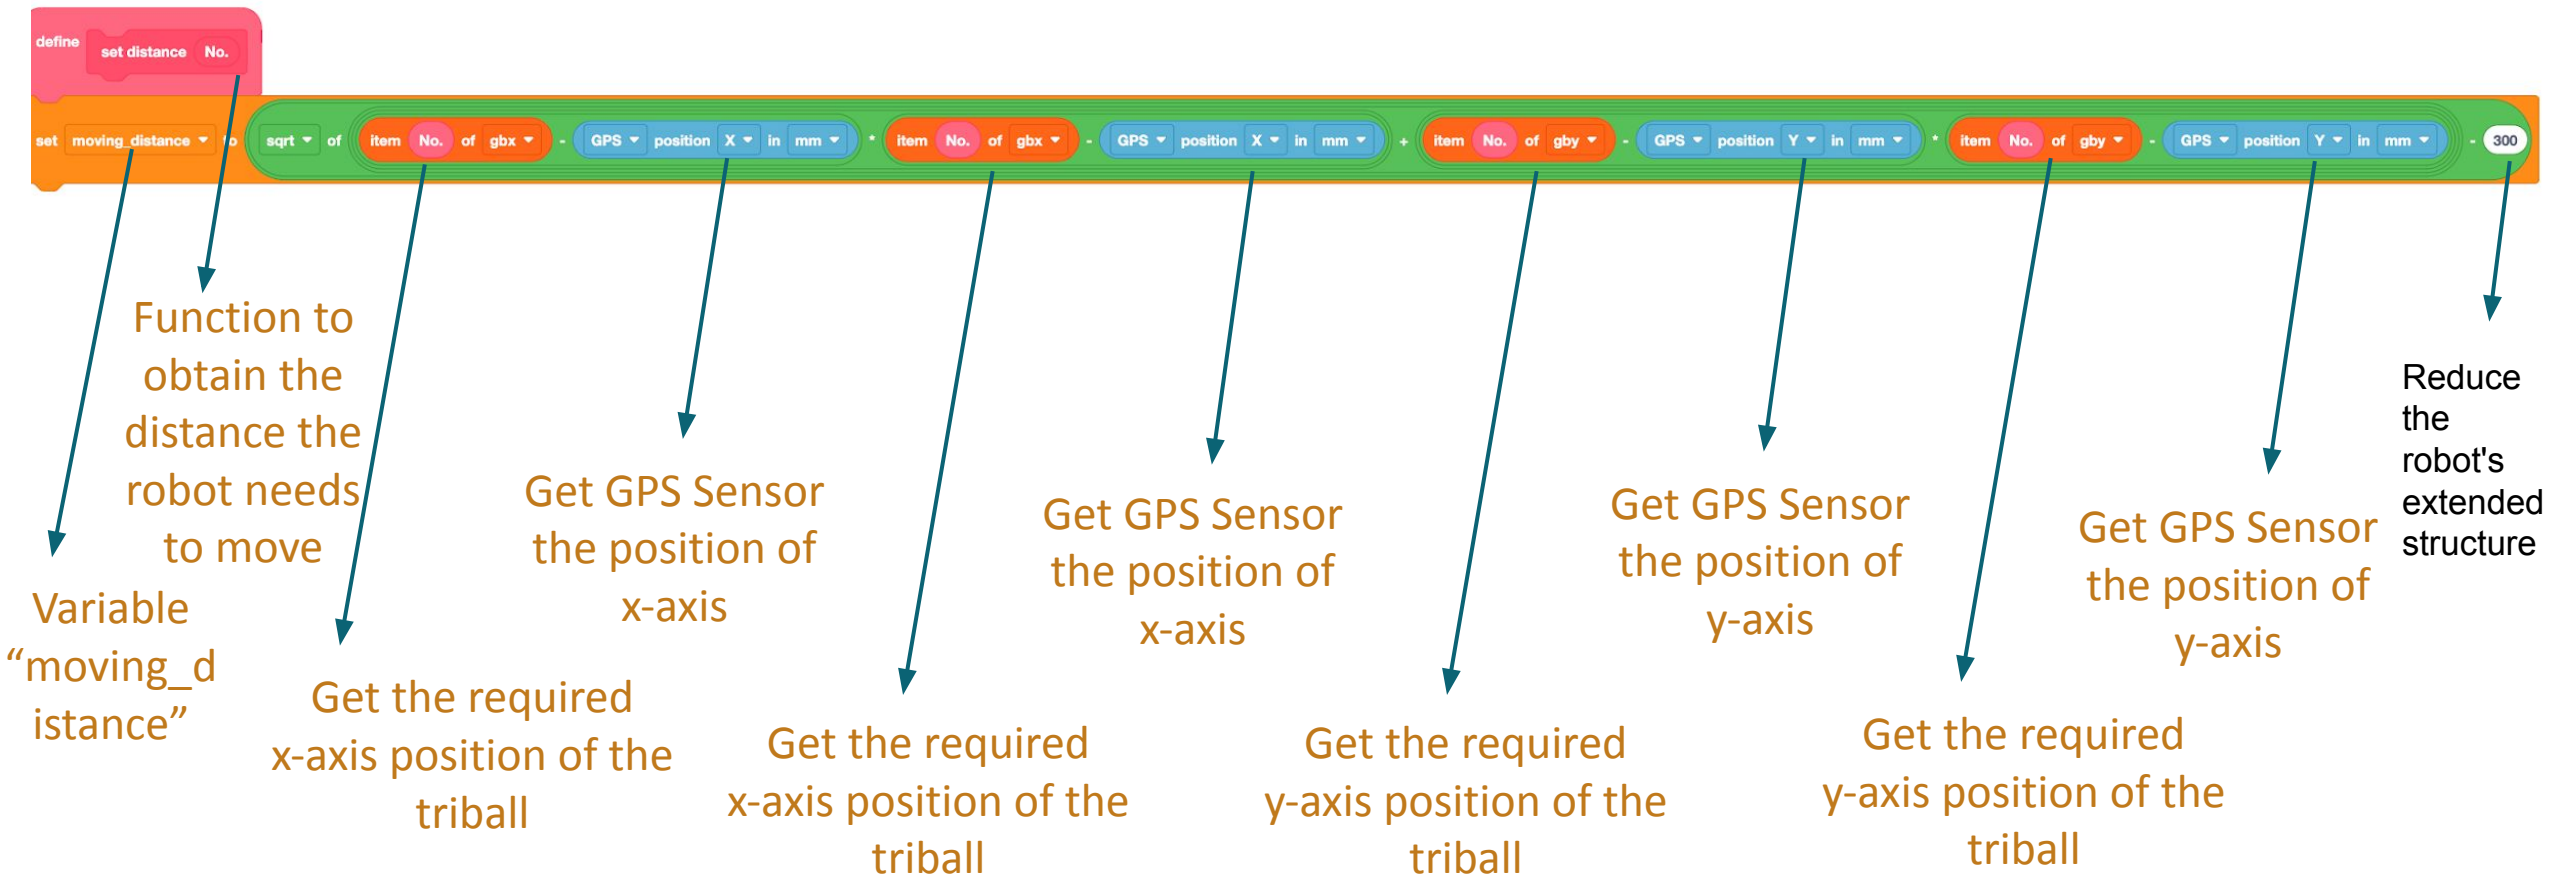 define set distance No.
set moving_distance to sqrt of item No. of gbx - GPS position X in mm * item No. of gbx - GPS position X in mm + item No. of gby - GPS position Y in mm * item No. of gby - GPS position Y in mm - 300
Function to
obtain the
distance the
robot needs
to move
Variable
“moving_d
istance”
Get the required
x-axis position of the
triball
Get GPS Sensor
the position of
x-axis
Get the required
x-axis position of the
triball
Get GPS Sensor
the position of
x-axis
Get the required
y-axis position of the
triball
Get GPS Sensor
the position of
y-axis
Get the required
y-axis position of the
triball
Get GPS Sensor
the position of
y-axis
Reduce
the
robot's
extended
structure